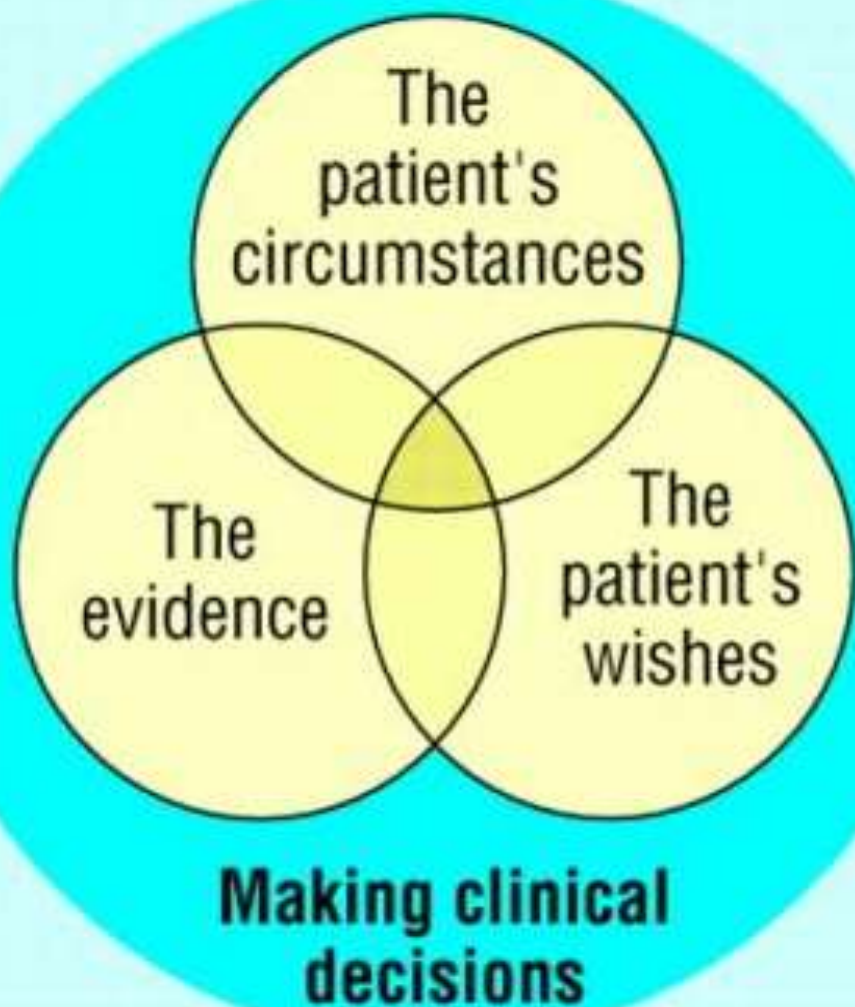 The
patient's
circumstances
The
evidence
The
patient's
wishes
Making clinical
decisions